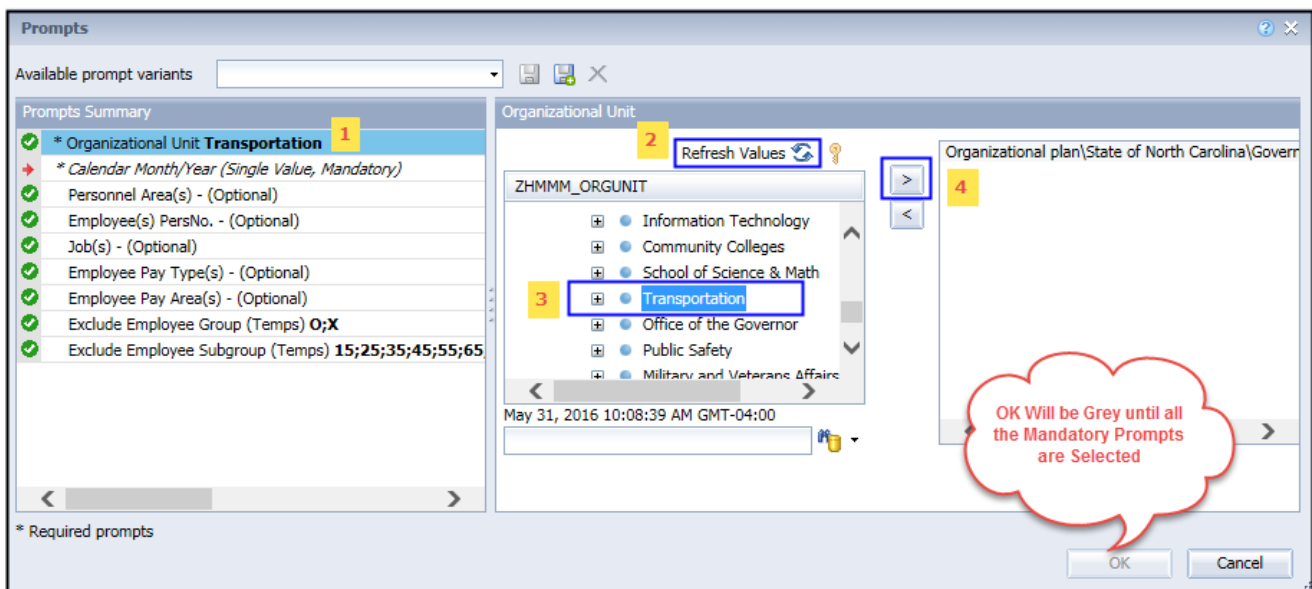 Prompts
Available prompt variants
Prompts Summary
* Organizational Unit Transportation
1
* Calendar Month/Year (Single Value, Mandatory)
Personnel Area(s) - (Optional)
Employee(s) PersNo. - (Optional)
Job(s) - (Optional)
Employee Pay Type(s) - (Optional)
Employee Pay Area(s) - (Optional)
Exclude Employee Group (Temps) O;X
Exclude Employee Subgroup (Temps) 15;25;35;45;55;65,
* Required prompts
Organizational Unit
2
Refresh Values
ZHMMM_ORGUNIT
Information Technology
Community Colleges
School of Science & Math
3
Transportation
Office of the Governor
Public Safety
Military and Veterans Affairs
May 31, 2016 10:08:39 AM GMT-04:00
>
4
<
Organizational plan\State of North Carolina\Govern
OK Will be Grey until all
the Mandatory Prompts
are Selected
OK
Cancel